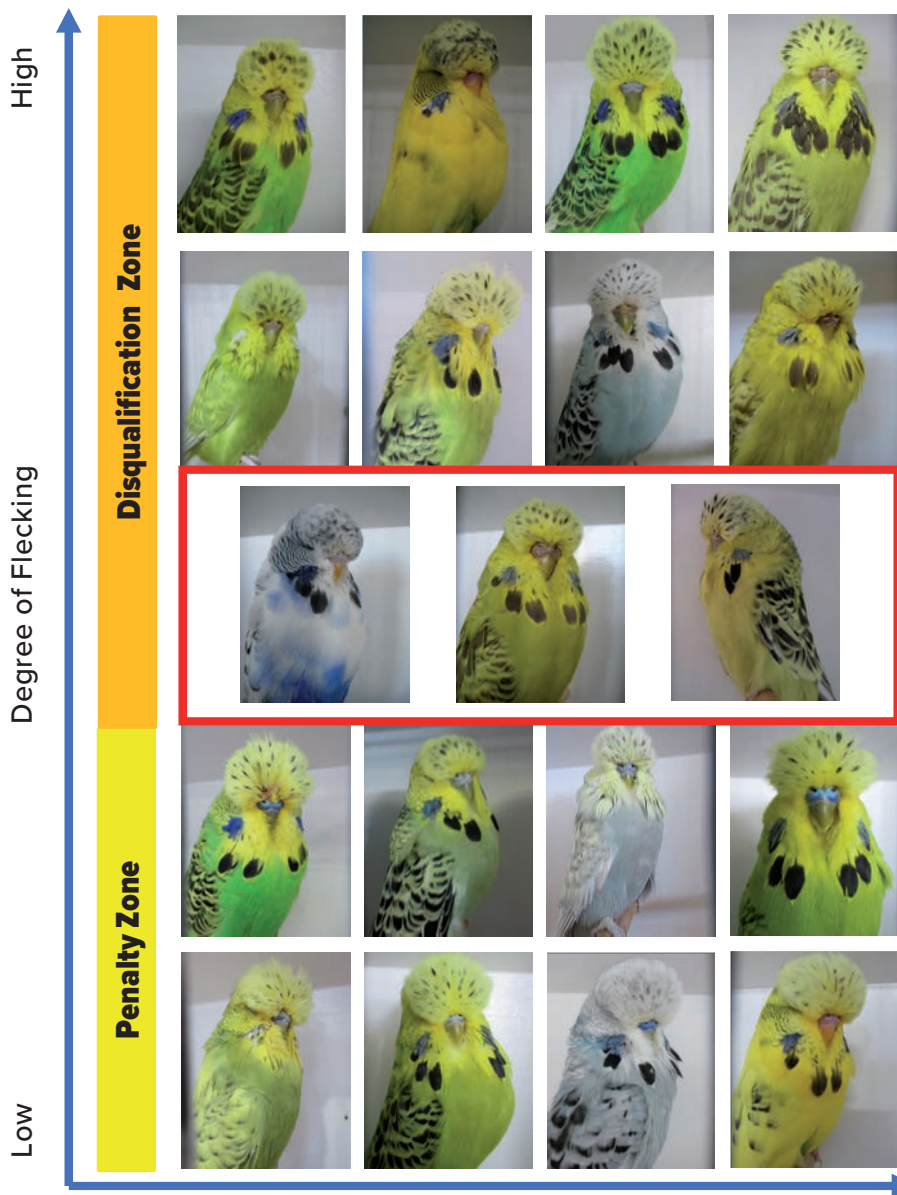 High
Disqualification Zone
Degree of Flecking
Penalty Zone
Low